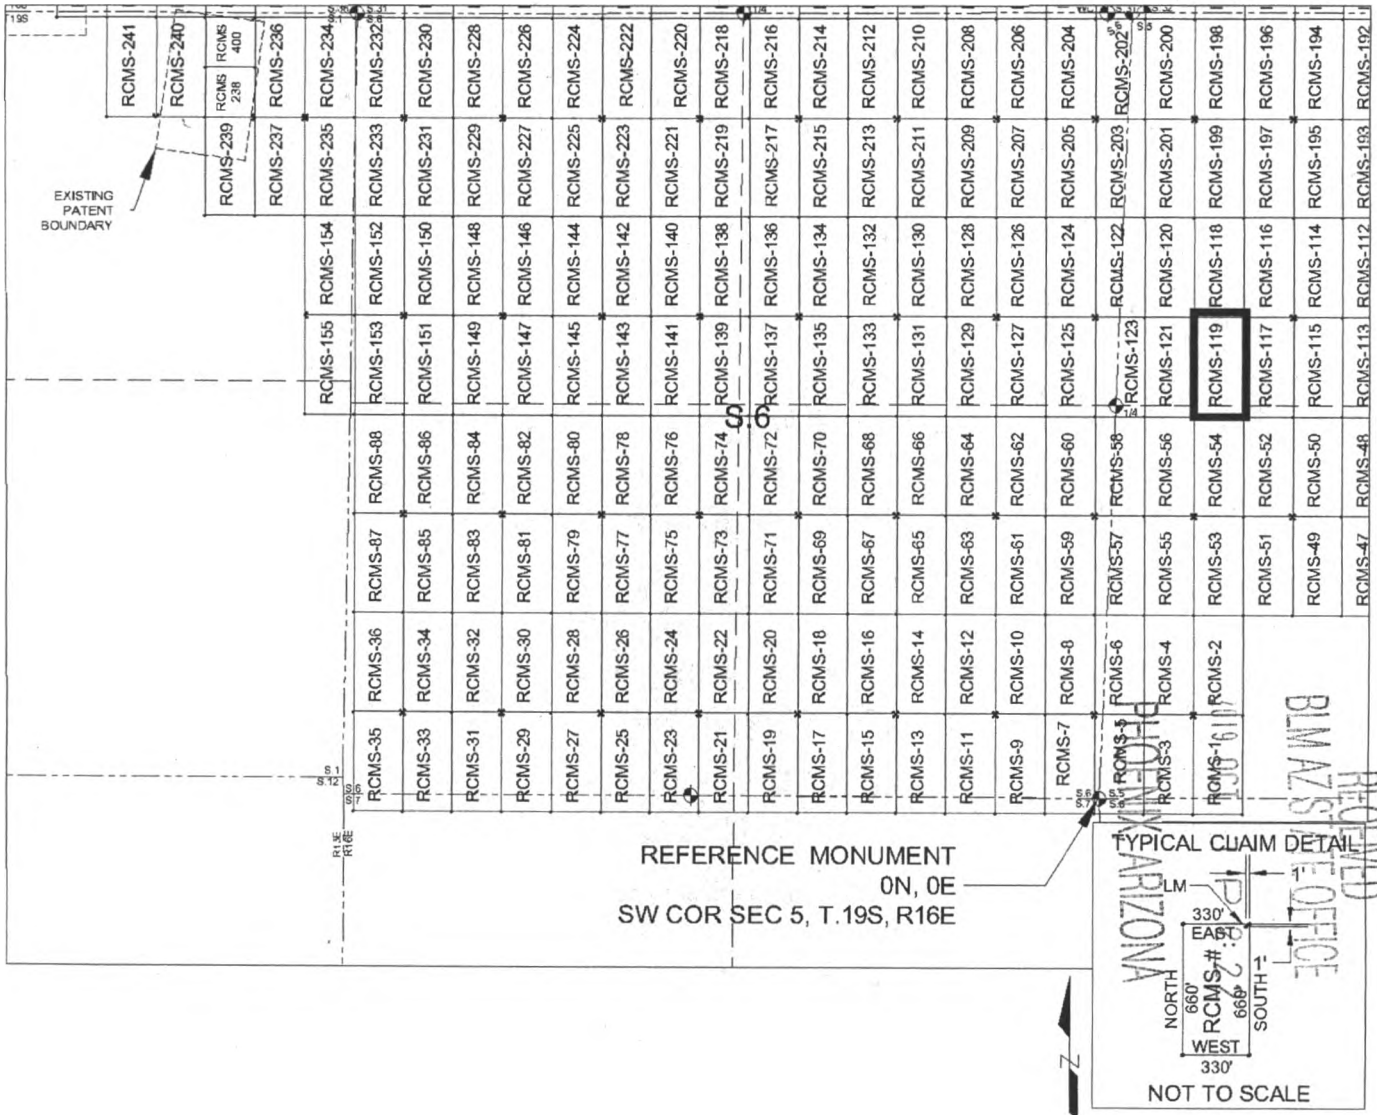 T19S
S.1
S.6
1/4
S.5
RCMS-241
RCMS-240
RCMS 400
RCMS 238
RCMS-236
RCMS-234
RCMS-232
RCMS-230
RCMS-228
RCMS-226
RCMS-224
RCMS-222
RCMS-220
RCMS-218
RCMS-216
RCMS-214
RCMS-212
RCMS-210
RCMS-208
RCMS-206
RCMS-204
RCMS-202
RCMS-200
RCMS-198
RCMS-196
RCMS-194
RCMS-192
RCMS-239
RCMS-237
RCMS-235
RCMS-233
RCMS-231
RCMS-229
RCMS-227
RCMS-225
RCMS-223
RCMS-221
RCMS-219
RCMS-217
RCMS-215
RCMS-213
RCMS-211
RCMS-209
RCMS-207
RCMS-205
RCMS-203
RCMS-201
RCMS-199
RCMS-197
RCMS-195
RCMS-193
EXISTING
PATENT
BOUNDARY
RCMS-154
RCMS-152
RCMS-150
RCMS-148
RCMS-146
RCMS-144
RCMS-142
RCMS-140
RCMS-138
RCMS-136
RCMS-134
RCMS-132
RCMS-130
RCMS-128
RCMS-126
RCMS-124
RCMS-122
RCMS-120
RCMS-118
RCMS-116
RCMS-114
RCMS-112
RCMS-155
RCMS-153
RCMS-151
RCMS-149
RCMS-147
RCMS-145
RCMS-143
RCMS-141
RCMS-139
RCMS-137
RCMS-135
RCMS-133
RCMS-131
RCMS-129
RCMS-127
RCMS-125
RCMS-123
RCMS-121
RCMS-119
RCMS-117
RCMS-115
RCMS-113
S.6
1/4
RCMS-88
RCMS-86
RCMS-84
RCMS-82
RCMS-80
RCMS-78
RCMS-76
RCMS-74
RCMS-72
RCMS-70
RCMS-68
RCMS-66
RCMS-64
RCMS-62
RCMS-60
RCMS-58
RCMS-56
RCMS-54
RCMS-52
RCMS-50
RCMS-48
RCMS-87
RCMS-85
RCMS-83
RCMS-81
RCMS-79
RCMS-77
RCMS-75
RCMS-73
RCMS-71
RCMS-69
RCMS-67
RCMS-65
RCMS-63
RCMS-61
RCMS-59
RCMS-57
RCMS-55
RCMS-53
RCMS-51
RCMS-49
RCMS-47
RCMS-36
RCMS-34
RCMS-32
RCMS-30
RCMS-28
RCMS-26
RCMS-24
RCMS-22
RCMS-20
RCMS-18
RCMS-16
RCMS-14
RCMS-12
RCMS-10
RCMS-8
RCMS-6
RCMS-4
RCMS-2
RCMS-35
RCMS-33
RCMS-31
RCMS-29
RCMS-27
RCMS-25
RCMS-23
RCMS-21
RCMS-19
RCMS-17
RCMS-15
RCMS-13
RCMS-11
RCMS-9
RCMS-7
RCMS-5
RCMS-3
RCMS-1
S.1
S.12
S.6
S.7
S.6
S.5
S.7
S.8
R16E
REFERENCE MONUMENT
0N, 0E
SW COR SEC 5, T.19S, R16E
RECEIVED
BLM AZ STATE OFFICE
PHOENIX ARIZONA
TYPICAL CLAIM DETAIL
LM
1'
330'
EAST
NORTH
660'
RCMS-#
660'
SOUTH
1'
WEST
330'
NOT TO SCALE
Z